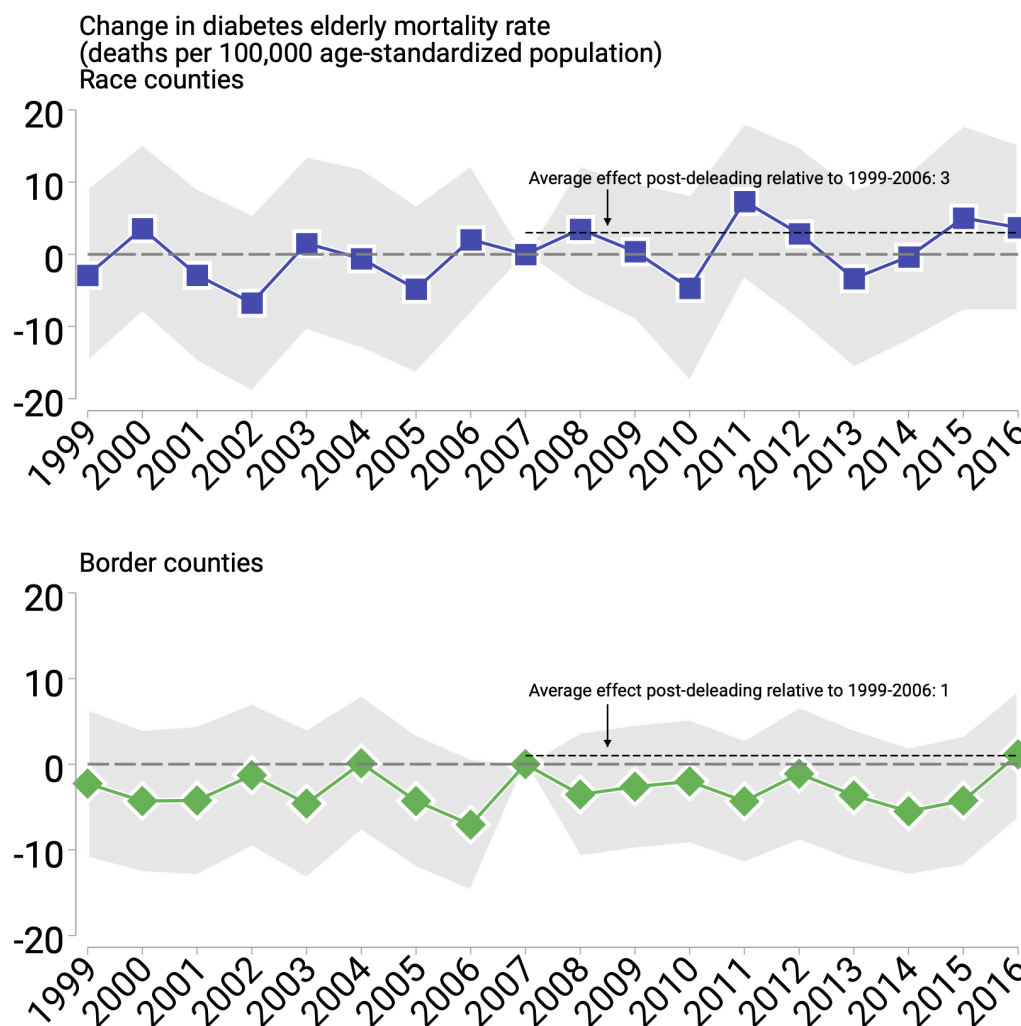 Change in diabetes elderly mortality rate
(deaths per 100,000 age-standardized population)
Race counties
20
10
0
-10
-20
Average effect post-deleading relative to 1999-2006: 3
1999 2000 2001 2002 2003 2004 2005 2006 2007 2008 2009 2010 2011 2012 2013 2014 2015 2016
Border counties
20
10
0
-10
-20
Average effect post-deleading relative to 1999-2006: 1
1999 2000 2001 2002 2003 2004 2005 2006 2007 2008 2009 2010 2011 2012 2013 2014 2015 2016